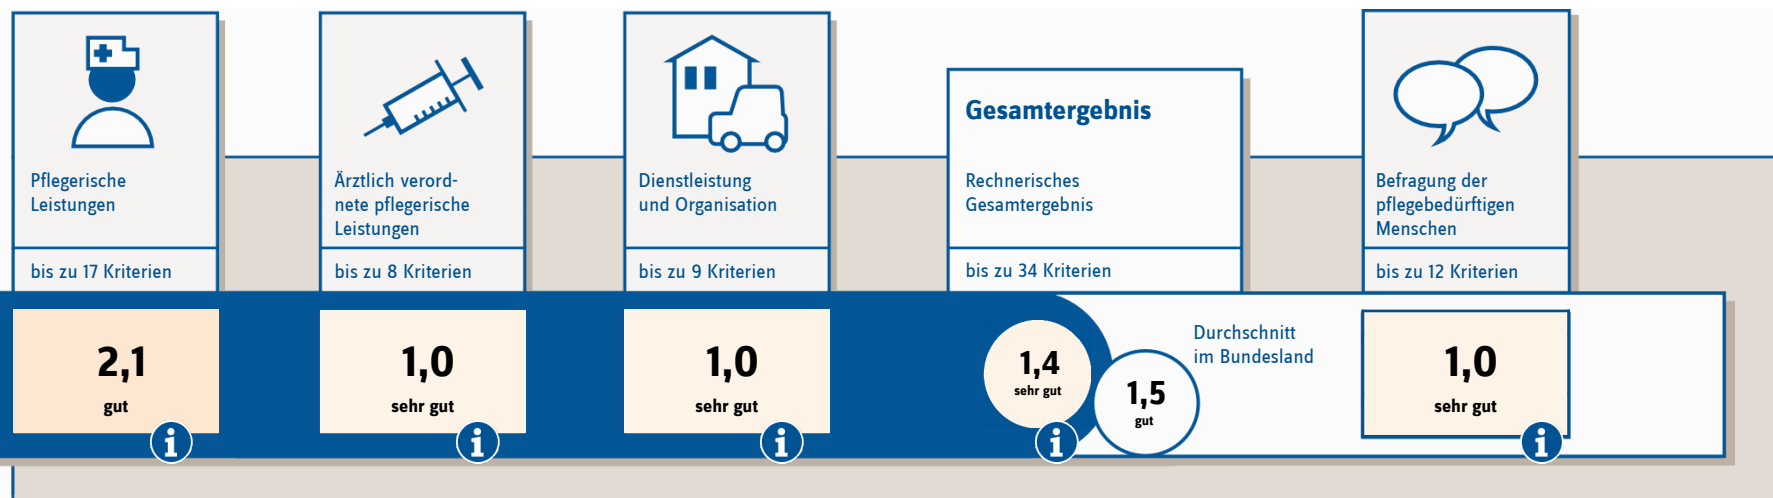 Pflegerische
Leistungen
bis zu 17 Kriterien
2,1
gut
i
Ärztlich verord-
nete pflegerische
Leistungen
bis zu 8 Kriterien
1,0
sehr gut
i
Dienstleistung
und Organisation
bis zu 9 Kriterien
1,0
sehr gut
i
Gesamtergebnis
Rechnerisches
Gesamtergebnis
bis zu 34 Kriterien
1,4
sehr gut
i
1,5
gut
Durchschnitt
im Bundesland
Befragung der
pflegebedürftigen
Menschen
bis zu 12 Kriterien
1,0
sehr gut
i